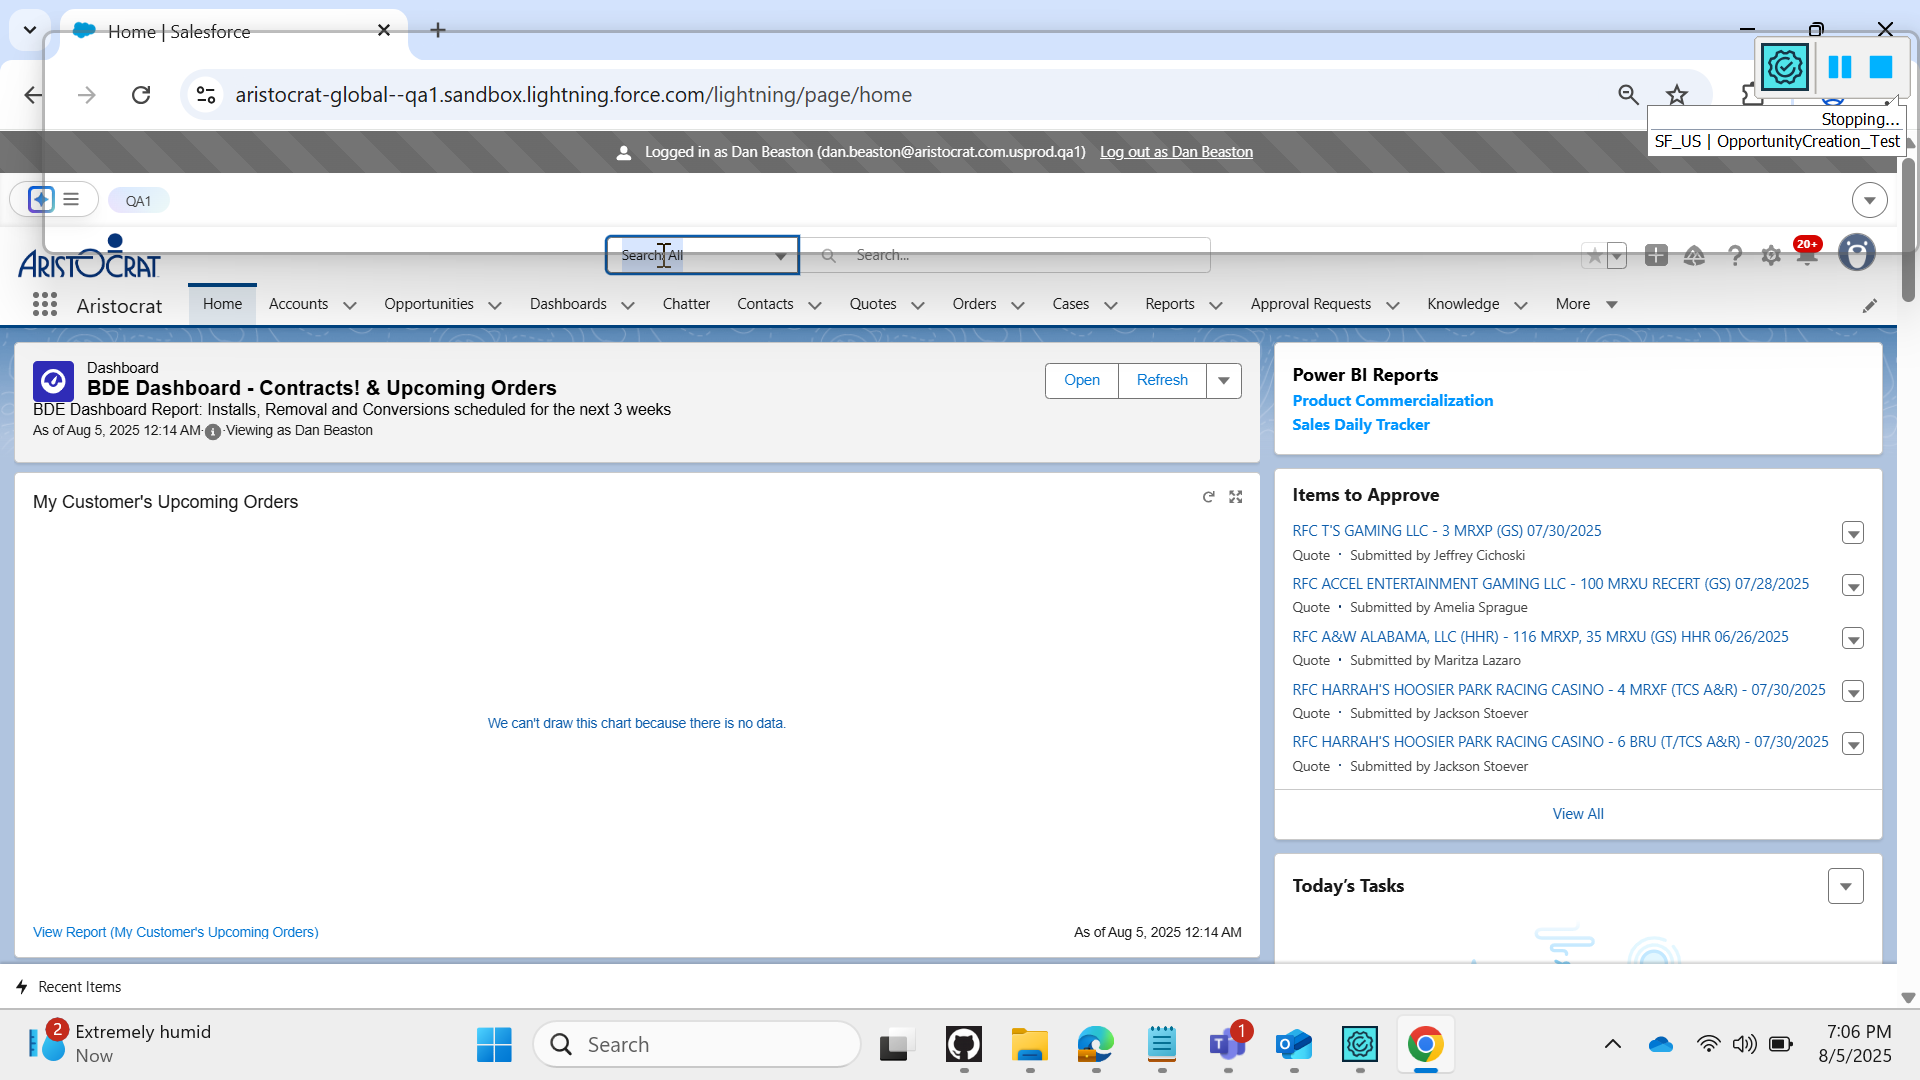 Home | Salesforce
aristocrat-global--qa1.sandbox.lightning.force.com/lightning/page/home
Stopping...
SF_US | OpportunityCreation_Test
Logged in as Dan Beaston (dan.beaston@aristocrat.com.usprod.qa1) Log out as Dan Beaston
QA1
ARISTOCRAT
Search: All
Search...
20+
Aristocrat Home Accounts Opportunities Dashboards Chatter Contacts Quotes Orders Cases Reports Approval Requests Knowledge More
Dashboard
BDE Dashboard - Contracts! & Upcoming Orders
BDE Dashboard Report: Installs, Removal and Conversions scheduled for the next 3 weeks
As of Aug 5, 2025 12:14 AM·Viewing as Dan Beaston
Open Refresh
My Customer's Upcoming Orders
We can't draw this chart because there is no data.
View Report (My Customer's Upcoming Orders)
As of Aug 5, 2025 12:14 AM
Power BI Reports
Product Commercialization
Sales Daily Tracker
Items to Approve
RFC T'S GAMING LLC - 3 MRXP (GS) 07/30/2025
Quote · Submitted by Jeffrey Cichoski
RFC ACCEL ENTERTAINMENT GAMING LLC - 100 MRXU RECERT (GS) 07/28/2025
Quote · Submitted by Amelia Sprague
RFC A&W ALABAMA, LLC (HHR) - 116 MRXP, 35 MRXU (GS) HHR 06/26/2025
Quote · Submitted by Maritza Lazaro
RFC HARRAH'S HOOSIER PARK RACING CASINO - 4 MRXF (TCS A&R) - 07/30/2025
Quote · Submitted by Jackson Stoever
RFC HARRAH'S HOOSIER PARK RACING CASINO - 6 BRU (T/TCS A&R) - 07/30/2025
Quote · Submitted by Jackson Stoever
View All
Today's Tasks
Recent Items
2
Extremely humid
Now
Search
1
7:06 PM
8/5/2025